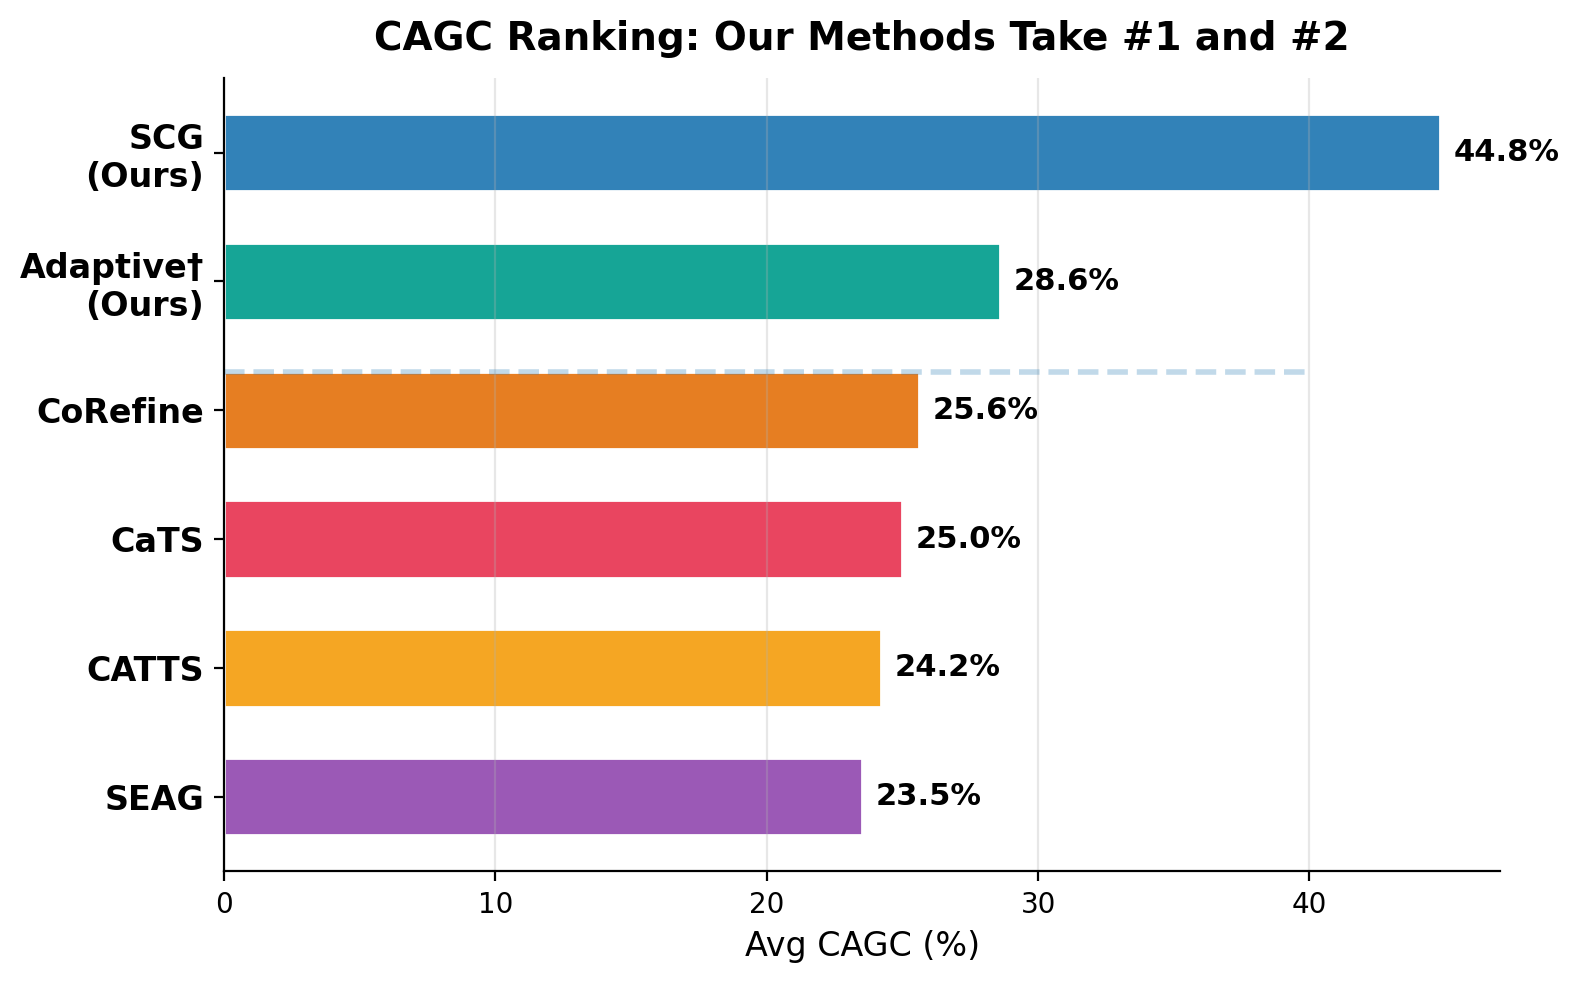 CAGC Ranking: Our Methods Take #1 and #2
SCG
(Ours)
44.8%
Adaptive†
(Ours)
28.6%
CoRefine
25.6%
CaTS
25.0%
CATTS
24.2%
SEAG
23.5%
0 10 20 30 40
Avg CAGC (%)